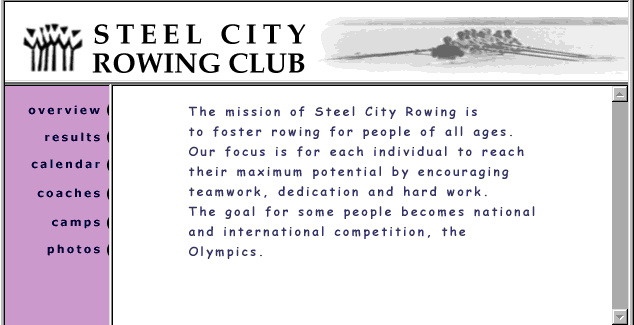 STEEL CITY
ROWING CLUB
overview
results
calendar
coaches
camps
photos
The mission of Steel City Rowing is
to foster rowing for people of all ages.
Our focus is for each individual to reach
their maximum potential by encouraging
teamwork, dedication and hard work.
The goal for some people becomes national
and international competition, the
Olympics.